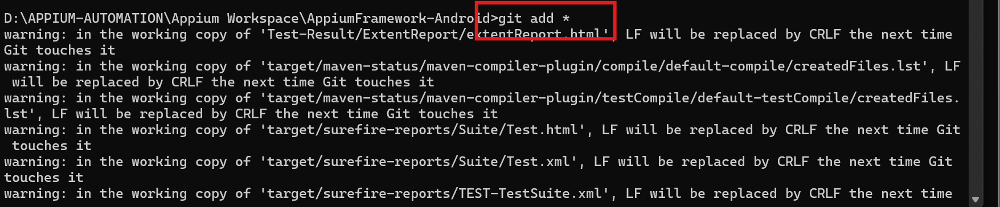 D:\APPIUM-AUTOMATION\Appium Workspace\AppiumFramework-Android>git add *
warning: in the working copy of 'Test-Result/ExtentReport/extentReport.html', LF will be replaced by CRLF the next time
Git touches it
warning: in the working copy of 'target/maven-status/maven-compiler-plugin/compile/default-compile/createdFiles.lst', LF
 will be replaced by CRLF the next time Git touches it
warning: in the working copy of 'target/maven-status/maven-compiler-plugin/testCompile/default-testCompile/createdFiles.
lst', LF will be replaced by CRLF the next time Git touches it
warning: in the working copy of 'target/surefire-reports/Suite/Test.html', LF will be replaced by CRLF the next time Git
 touches it
warning: in the working copy of 'target/surefire-reports/Suite/Test.xml', LF will be replaced by CRLF the next time Git
touches it
warning: in the working copy of 'target/surefire-reports/TEST-TestSuite.xml', LF will be replaced by CRLF the next time